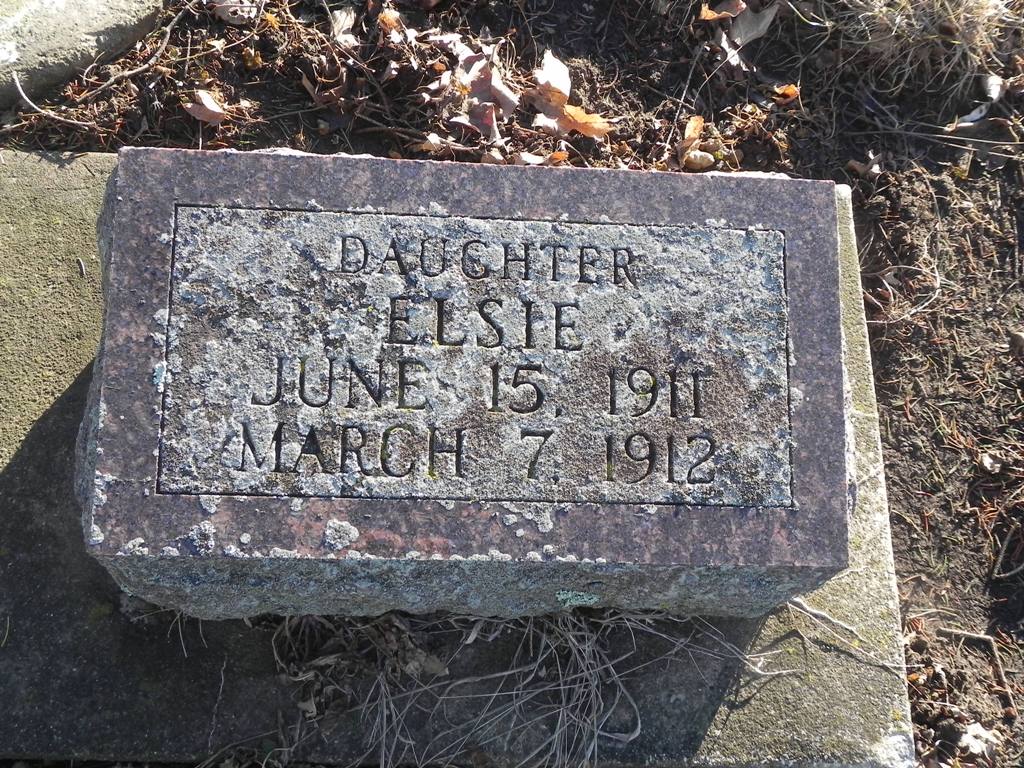 DAUGHTER
ELSIE
JUNE 15, 1911
MARCH 7, 1912